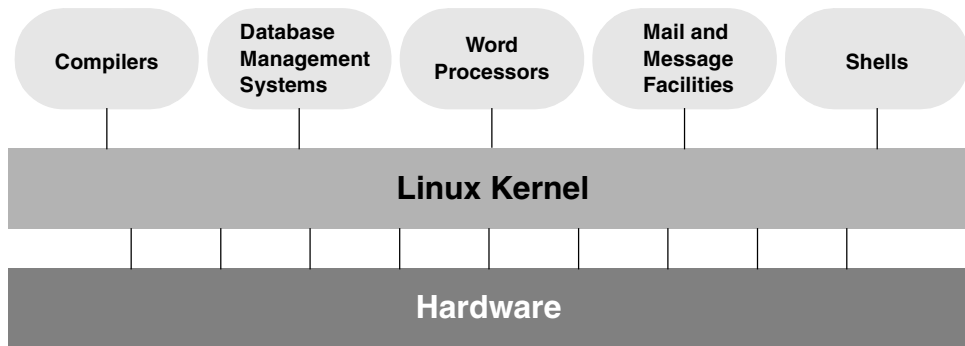 Compilers
Database
Management
Systems
Word
Processors
Mail and
Message
Facilities
Shells
Linux Kernel
Hardware